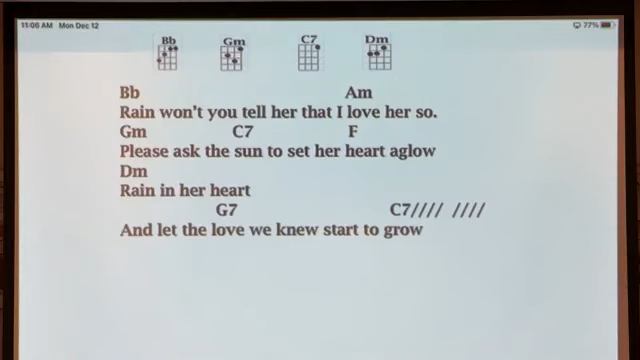 11:06 AM Mon Dec 12 77%
Bb Gm C7 Dm
Bb Am
Rain won't you tell her that I love her so.
Gm C7 F
Please ask the sun to set her heart aglow
Dm
Rain in her heart
G7 C7//// ////
And let the love we knew start to grow